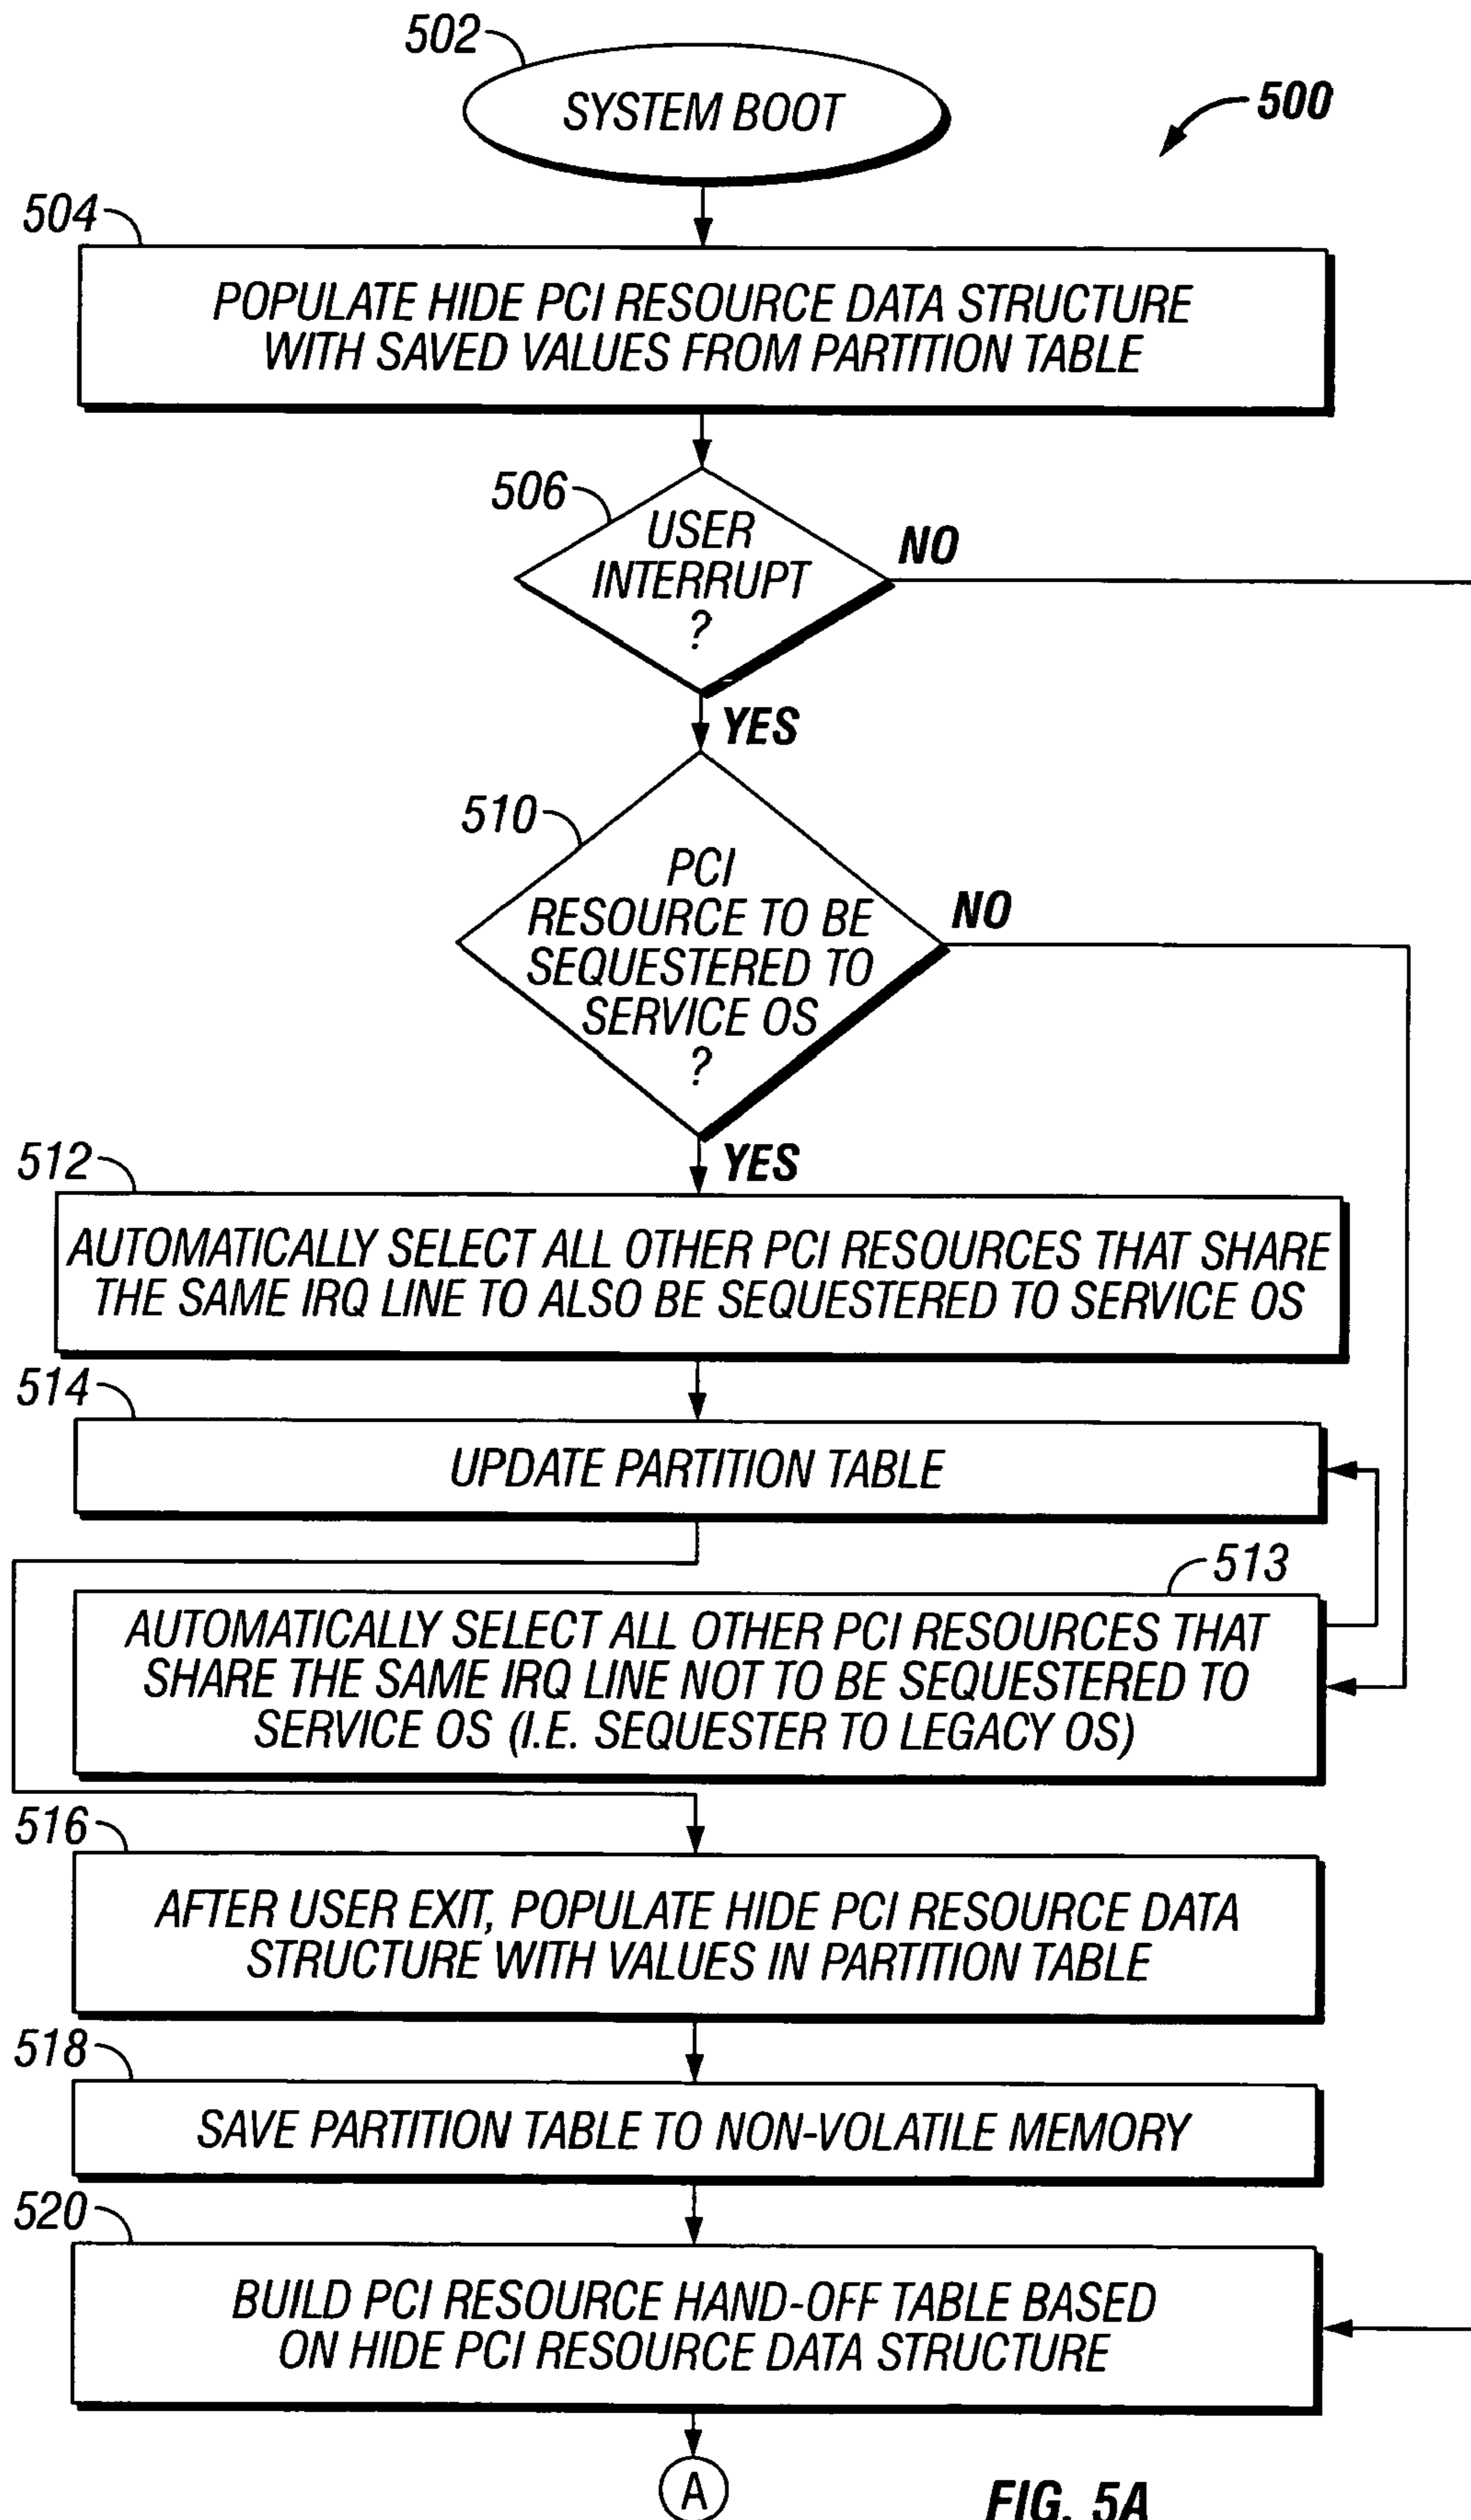 502
SYSTEM BOOT
500
504
POPULATE HIDE PCI RESOURCE DATA STRUCTURE
WITH SAVED VALUES FROM PARTITION TABLE
506
USER
INTERRUPT
?
NO
YES
510
PCI
RESOURCE TO BE
SEQUESTERED TO
SERVICE OS
?
NO
YES
512
AUTOMATICALLY SELECT ALL OTHER PCI RESOURCES THAT SHARE
THE SAME IRQ LINE TO ALSO BE SEQUESTERED TO SERVICE OS
514
UPDATE PARTITION TABLE
513
AUTOMATICALLY SELECT ALL OTHER PCI RESOURCES THAT
SHARE THE SAME IRQ LINE NOT TO BE SEQUESTERED TO
SERVICE OS (I.E. SEQUESTER TO LEGACY OS)
516
AFTER USER EXIT, POPULATE HIDE PCI RESOURCE DATA
STRUCTURE WITH VALUES IN PARTITION TABLE
518
SAVE PARTITION TABLE TO NON-VOLATILE MEMORY
520
BUILD PCI RESOURCE HAND-OFF TABLE BASED
ON HIDE PCI RESOURCE DATA STRUCTURE
A
FIG. 5A